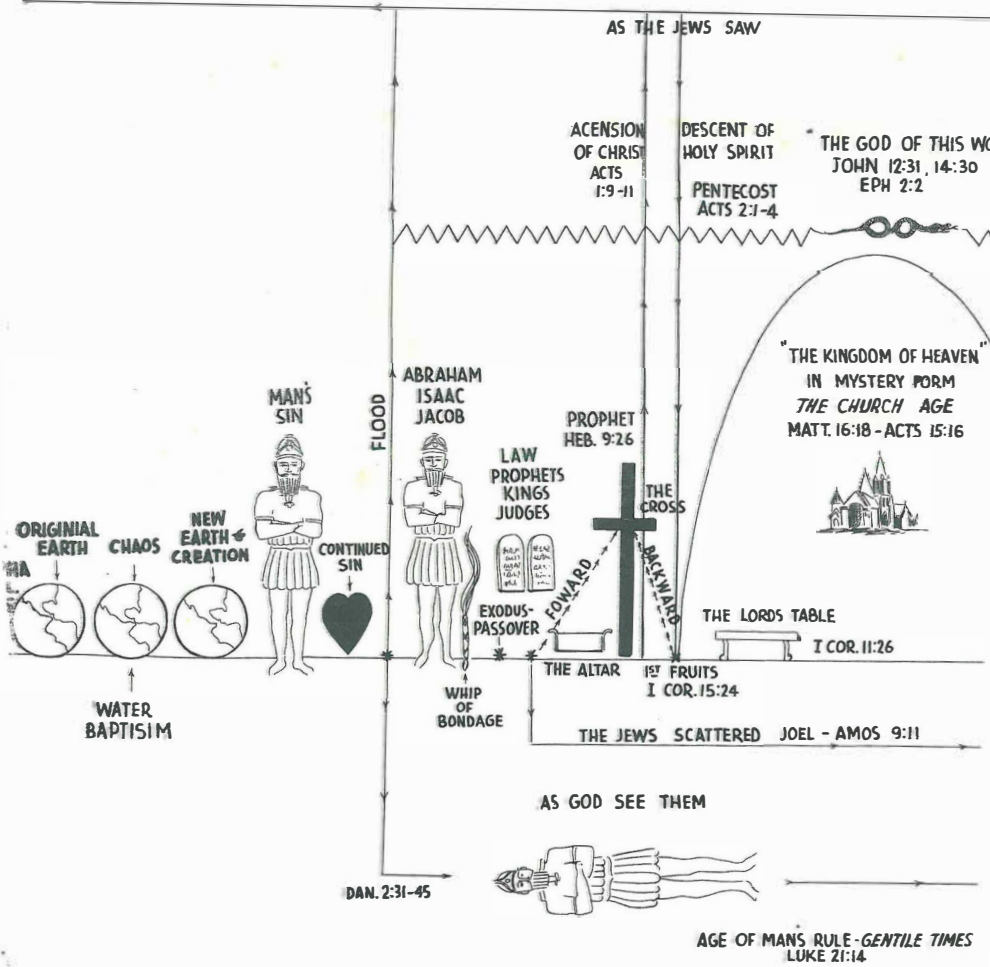 AS THE JEWS SAW
ACENSION
OF CHRIST
ACTS
1:9-11
DESCENT OF
HOLY SPIRIT
PENTECOST
ACTS 2:1-4
"THE GOD OF THIS WO
JOHN 12:31, 14:30
EPH 2:2
"THE KINGDOM OF HEAVEN"
IN MYSTERY FORM
THE CHURCH AGE
MATT. 16:18 - ACTS 15:16
MAN'S
SIN
FLOOD
ABRAHAM
ISAAC
JACOB
PROPHET
HEB. 9:26
LAW
PROPHETS
KINGS
JUDGES
THE
CROSS
ORIGINIAL
EARTH
CHAOS
NEW
EARTH &
CREATION
CONTINUED
SIN
HA
EXODUS-
PASSOVER
FOWARD
BACKWARD
THE LORDS TABLE
I COR. 11:26
THE ALTAR
1ST FRUITS
I COR. 15:24
WATER
BAPTISIM
WHIP
OF
BONDAGE
THE JEWS SCATTERED JOEL - AMOS 9:11
AS GOD SEE THEM
DAN. 2:31-45
AGE OF MANS RULE - GENTILE TIMES
LUKE 21:14